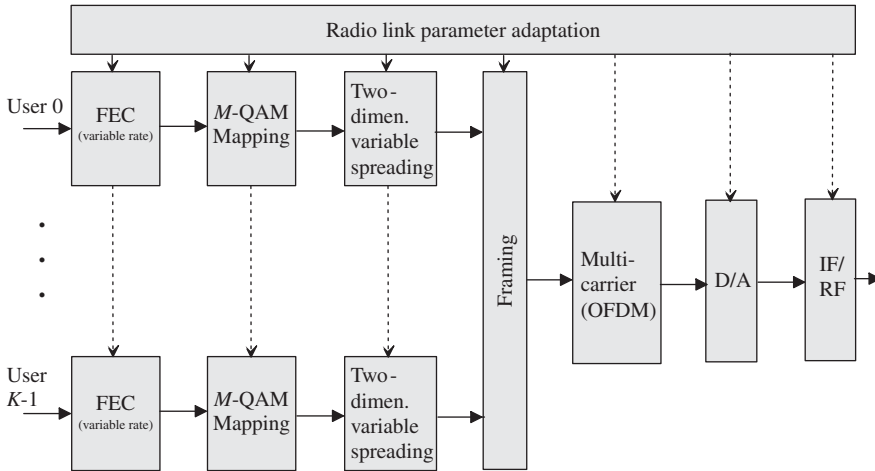 Radio link parameter adaptation
User 0
FEC
(variable rate)
M-QAM
Mapping
Two-
dimen.
variable
spreading
Framing
Multi-
carrier
(OFDM)
D/A
IF/
RF
User
K-1
FEC
(variable rate)
M-QAM
Mapping
Two-
dimen.
variable
spreading